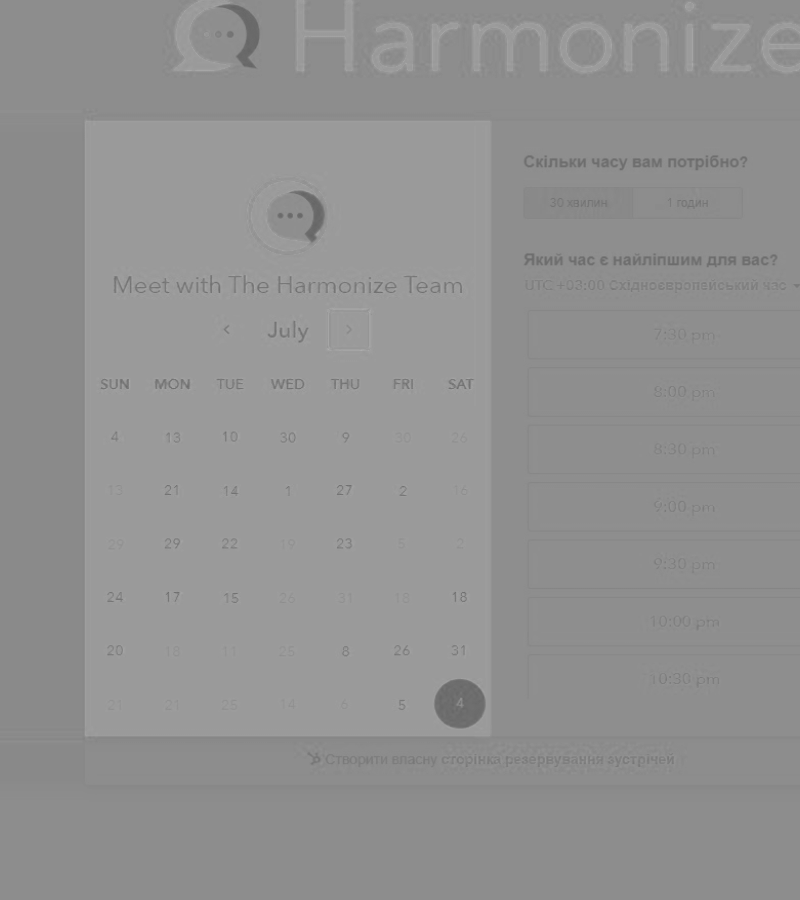 Harmonize
Meet with The Harmonize Team
< July >
SUN MON TUE WED THU FRI SAT
4 13 10 30 9 30 26
13 21 14 1 27 2 16
29 29 22 19 23 5 2
24 17 15 26 31 18 18
20 18 11 25 8 26 31
21 21 25 14 6 5 4
Скільки часу вам потрібно?
30 хвилин 1 годин
Який час є найліпшим для вас?
UTC +03:00 Східноєвропейський час
7:30 pm
8:00 pm
8:30 pm
9:00 pm
9:30 pm
10:00 pm
10:30 pm
Створити власну сторінка резервування зустрічей